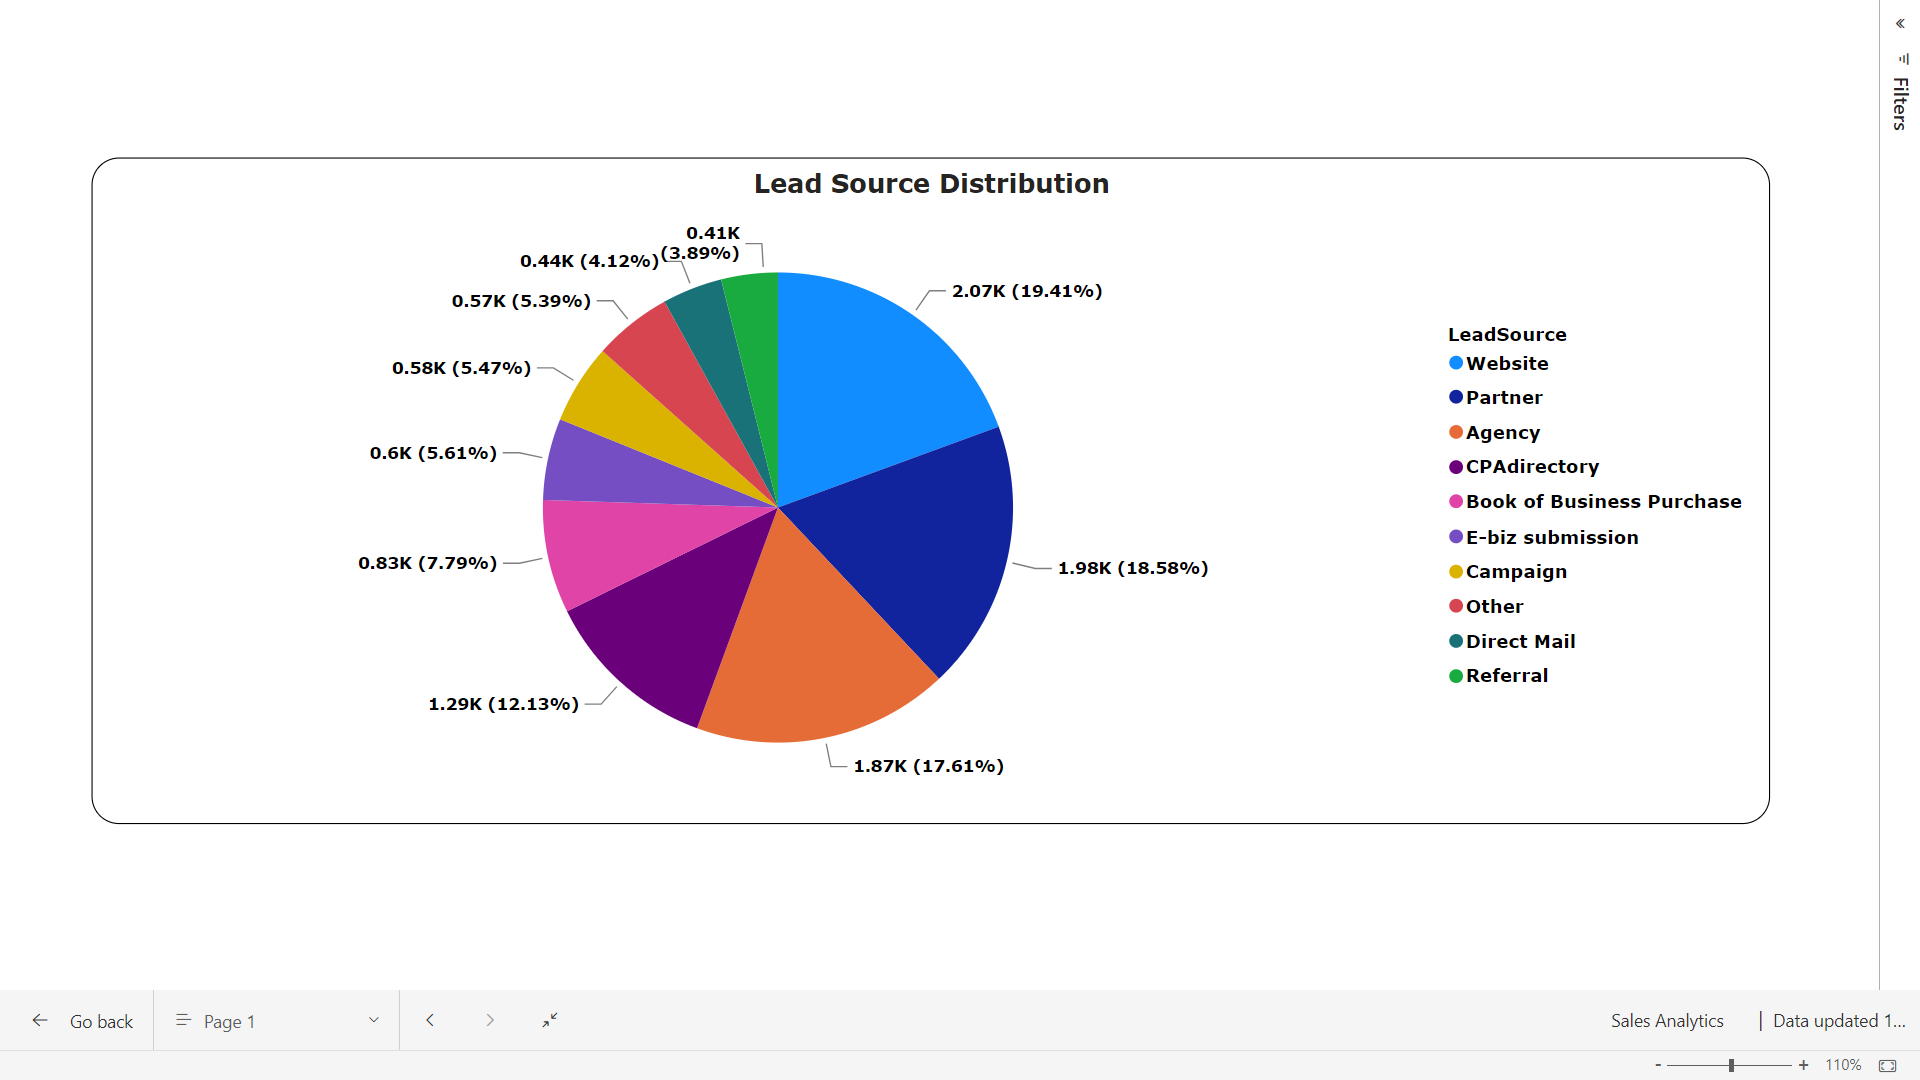 Filters
Lead Source Distribution
0.41K
(3.89%)
0.44K (4.12%)
0.57K (5.39%)
0.58K (5.47%)
0.6K (5.61%)
0.83K (7.79%)
1.29K (12.13%)
2.07K (19.41%)
1.98K (18.58%)
1.87K (17.61%)
LeadSource
Website
Partner
Agency
CPAdirectory
Book of Business Purchase
E-biz submission
Campaign
Other
Direct Mail
Referral
Go back
Page 1
Sales Analytics
| Data updated 1...
- + 110%